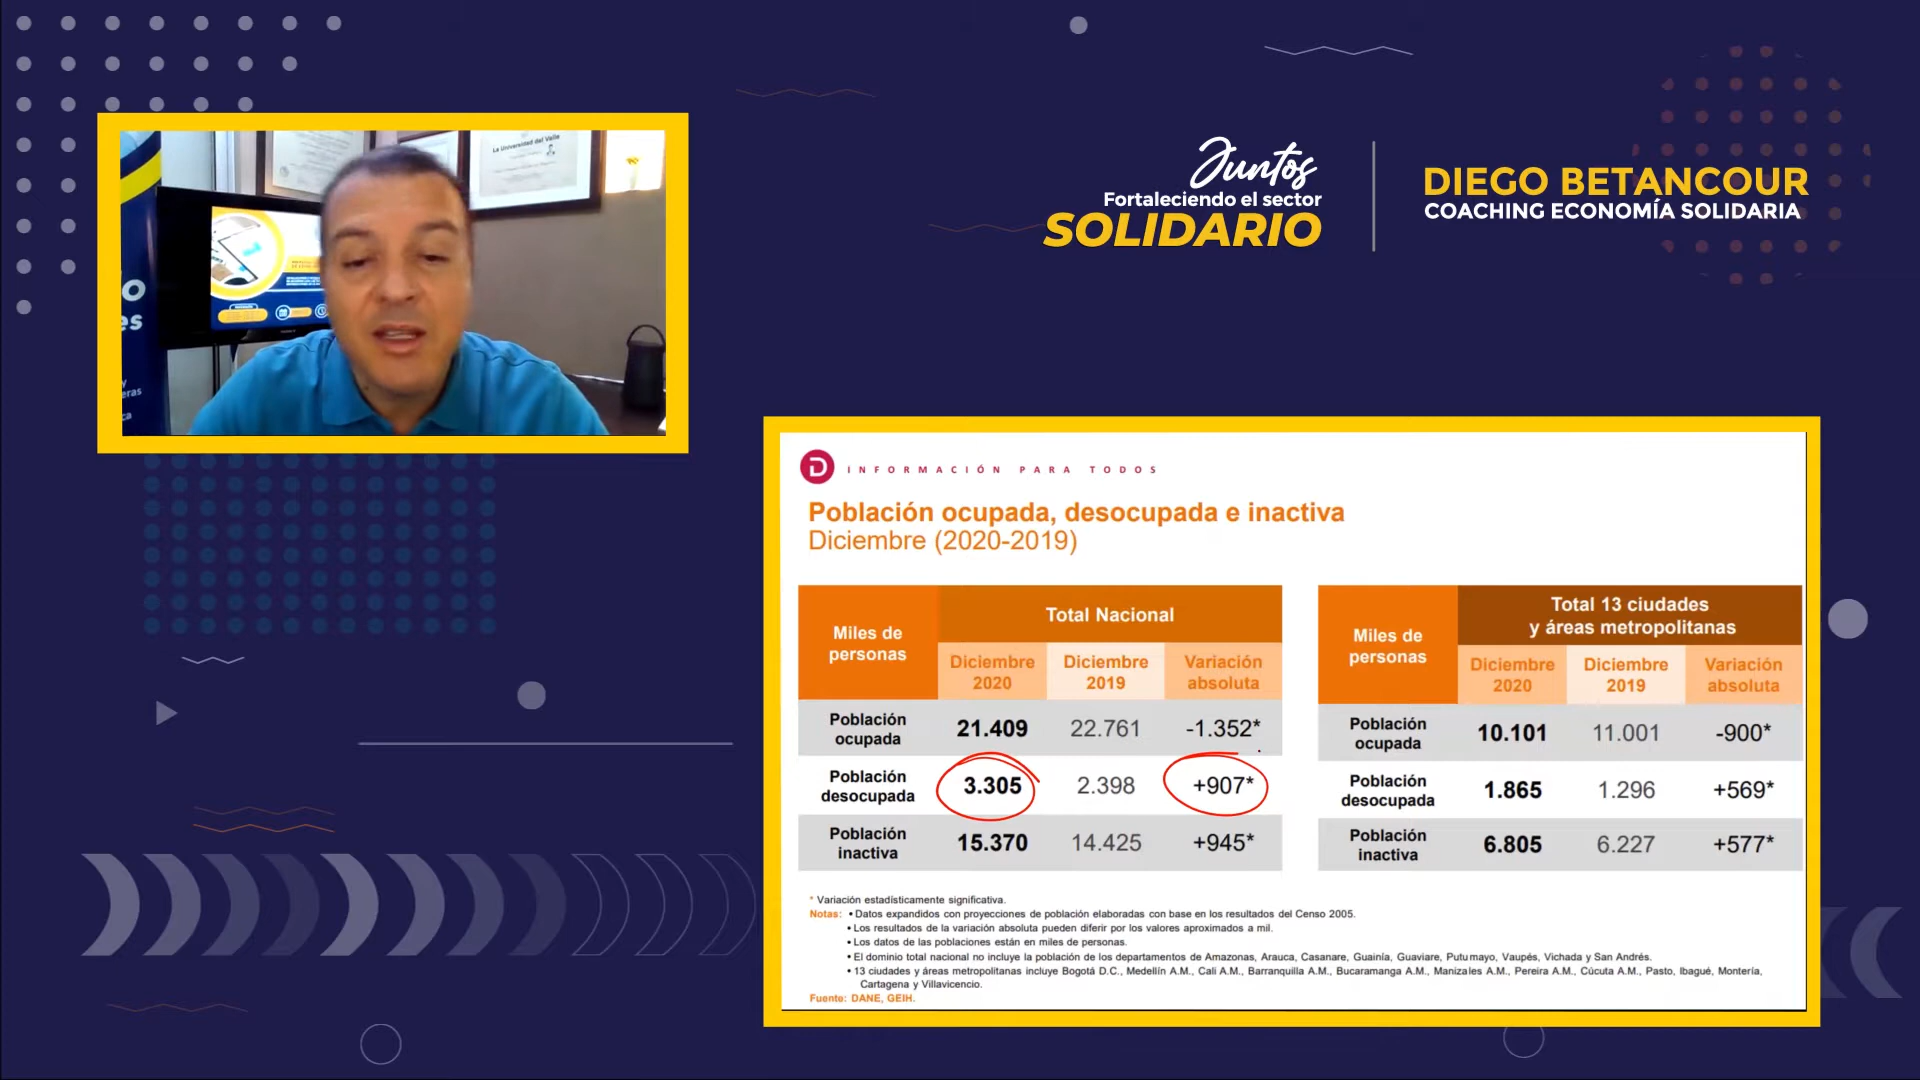 La Universidad del Valle
o
es
y
eras
ca
Juntos
Fortaleciendo el sector
SOLIDARIO
DIEGO BETANCOUR
COACHING ECONOMÍA SOLIDARIA
D INFORMACIÓN PARA TODOS
Población ocupada, desocupada e inactiva
Diciembre (2020-2019)
Miles de
personas
Total Nacional
Diciembre
2020
Diciembre
2019
Variación
absoluta
Población
ocupada
21.409 22.761 -1.352*
Población
desocupada
3.305 2.398 +907*
Población
inactiva
15.370 14.425 +945*
Miles de
personas
Total 13 ciudades
y áreas metropolitanas
Diciembre
2020
Diciembre
2019
Variación
absoluta
Población
ocupada
10.101 11.001 -900*
Población
desocupada
1.865 1.296 +569*
Población
inactiva
6.805 6.227 +577*
* Variación estadísticamente significativa.
Notas: • Datos expandidos con proyecciones de población elaboradas con base en los resultados del Censo 2005.
• Los resultados de la variación absoluta pueden diferir por los valores aproximados a mil.
• Los datos de las poblaciones están en miles de personas.
• El dominio total nacional no incluye la población de los departamentos de Amazonas, Arauca, Casanare, Guainía, Guaviare, Putumayo, Vaupés, Vichada y San Andrés.
• 13 ciudades y áreas metropolitanas incluye Bogotá D.C., Medellín A.M., Cali A.M., Barranquilla A.M., Bucaramanga A.M., Manizales A.M., Pereira A.M., Cúcuta A.M., Pasto, Ibagué, Montería,
Cartagena y Villavicencio.
Fuente: DANE, GEIH.